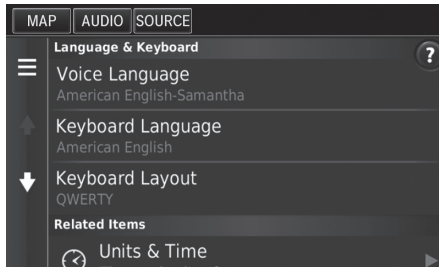 MAP AUDIO SOURCE
Language & Keyboard
?
Voice Language
American English-Samantha
Keyboard Language
American English
Keyboard Layout
QWERTY
Related Items
Units & Time